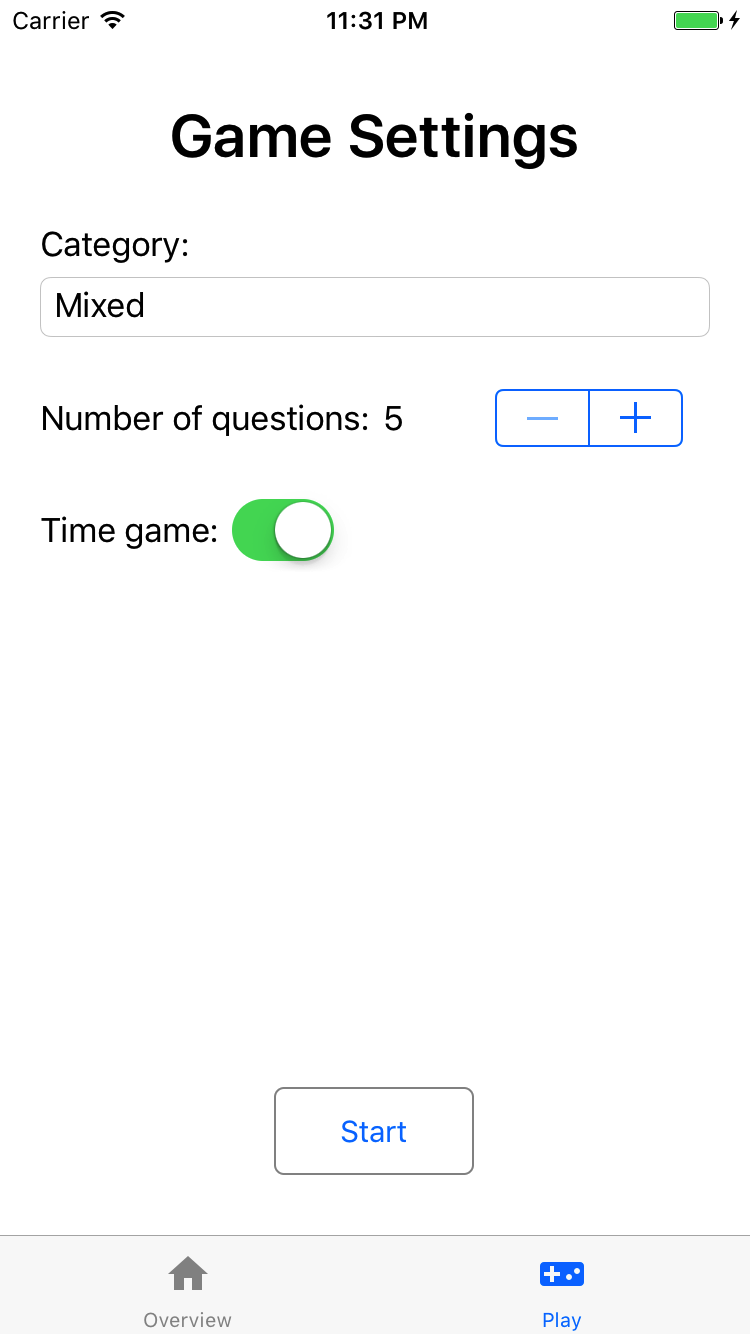 Carrier 11:31 PM
Game Settings
Category:
Mixed
Number of questions: 5
Time game:
Start
Overview Play